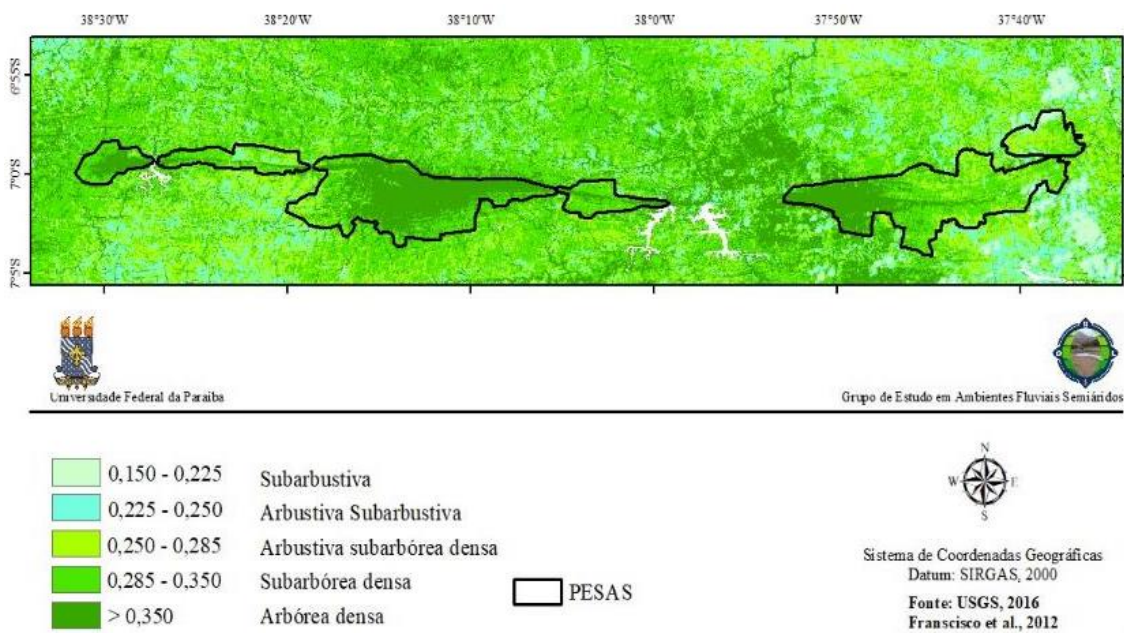 38°30'W 38°20'W 38°10'W 38°0'W 37°50'W 37°40'W
6°55'S
7°0'S
7°5'S
Universidade Federal da Paraíba
Grupo de Estudo em Ambientes Fluviais Semiáridos
0,150 - 0,225 Subarbustiva
0,225 - 0,250 Arbustiva Subarbustiva
0,250 - 0,285 Arbustiva subarbórea densa
0,285 - 0,350 Subarbórea densa
> 0,350 Arbórea densa
PESAS
N
W E
S
Sistema de Coordenadas Geográficas
Datum: SIRGAS, 2000
Fonte: USGS, 2016
Franscisco et al., 2012